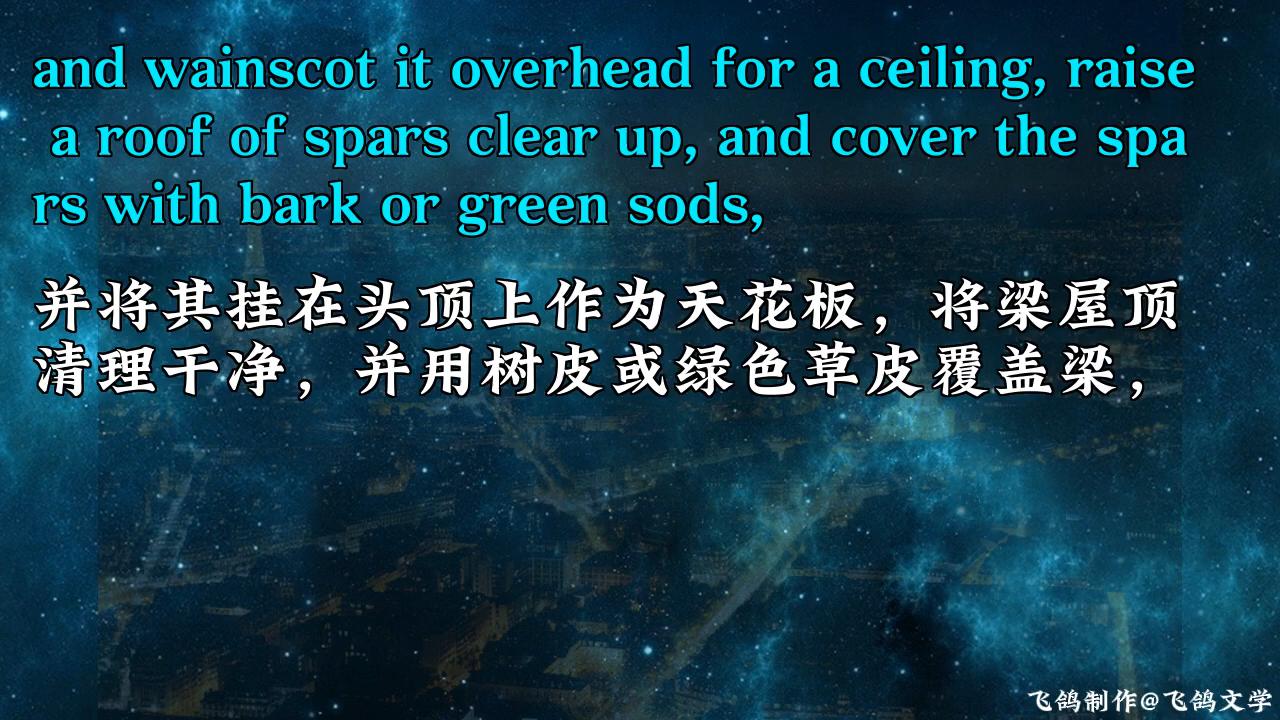 and wainscot it overhead for a ceiling, raise
a roof of spars clear up, and cover the spa
rs with bark or green sods,
并将其挂在头顶上作为天花板，将梁屋顶
清理干净，并用树皮或绿色草皮覆盖梁，
飞鸽制作@飞鸽文学